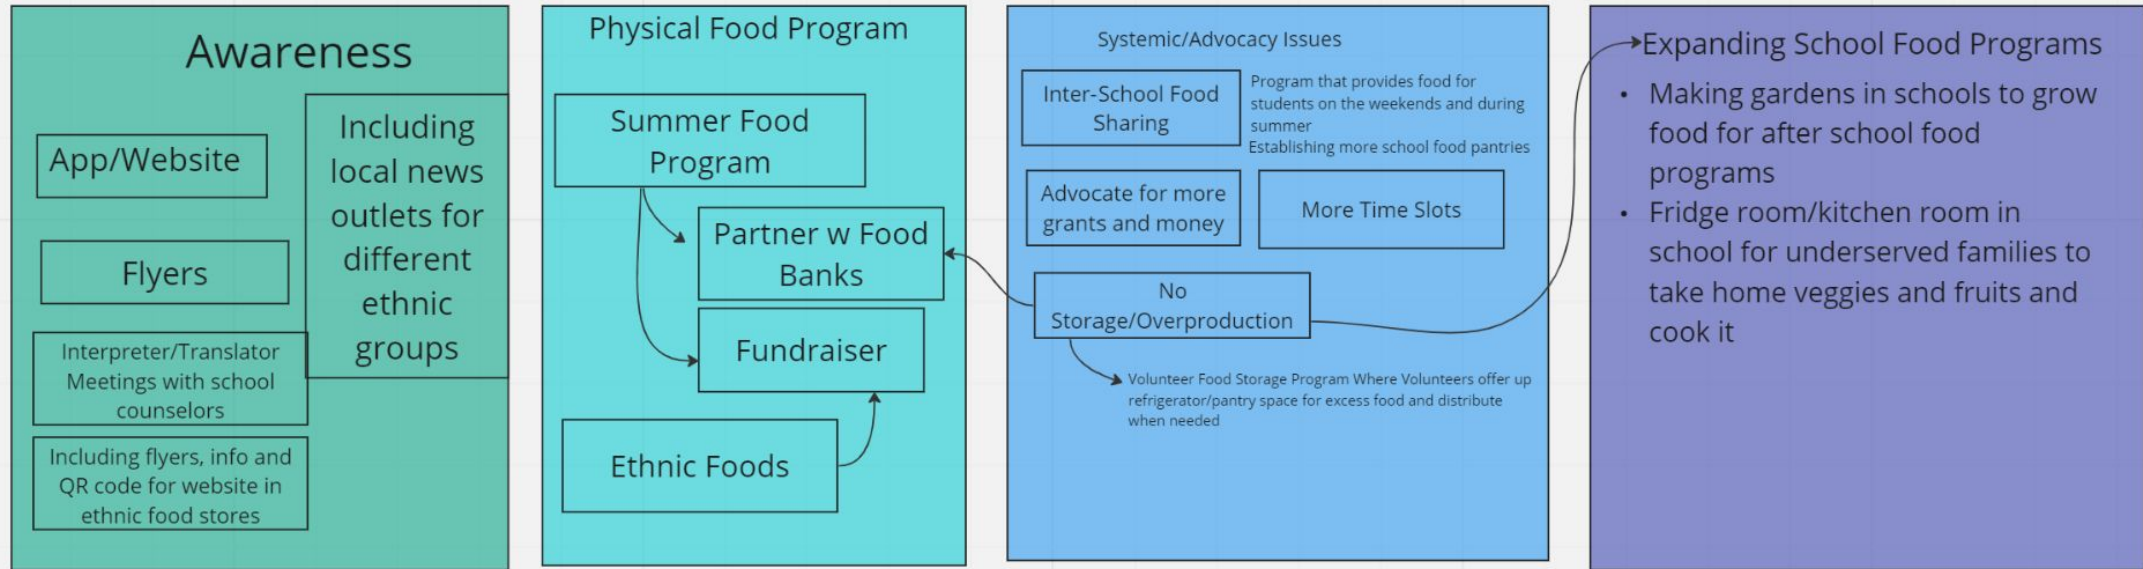 Awareness
App/Website
Including
local news
outlets for
different
ethnic
groups
Flyers
Interpreter/Translator
Meetings with school
counselors
Including flyers, info and
QR code for website in
ethnic food stores
Physical Food Program
Summer Food
Program
Partner w Food
Banks
Fundraiser
Ethnic Foods
Systemic/Advocacy Issues
Inter-School Food
Sharing
Program that provides food for
students on the weekends and during
summer
Establishing more school food pantries
Advocate for more
grants and money
More Time Slots
No
Storage/Overproduction
Volunteer Food Storage Program Where Volunteers offer up
refrigerator/pantry space for excess food and distribute
when needed
Expanding School Food Programs
• Making gardens in schools to grow
food for after school food
programs
• Fridge room/kitchen room in
school for underserved families to
take home veggies and fruits and
cook it